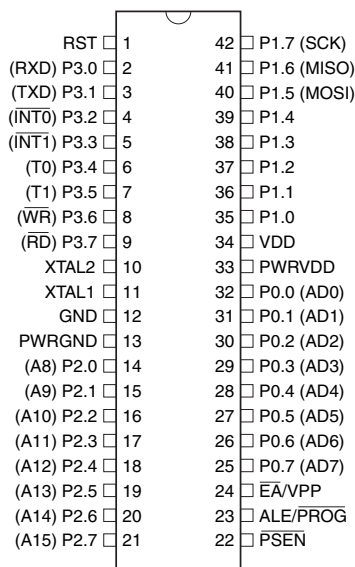 RST 1 42 P1.7 (SCK)
(RXD) P3.0 2 41 P1.6 (MISO)
(TXD) P3.1 3 40 P1.5 (MOSI)
(I̅N̅T̅0̅) P3.2 4 39 P1.4
(I̅N̅T̅1̅) P3.3 5 38 P1.3
(T0) P3.4 6 37 P1.2
(T1) P3.5 7 36 P1.1
(W̅R̅) P3.6 8 35 P1.0
(R̅D̅) P3.7 9 34 VDD
XTAL2 10 33 PWRVDD
XTAL1 11 32 P0.0 (AD0)
GND 12 31 P0.1 (AD1)
PWRGND 13 30 P0.2 (AD2)
(A8) P2.0 14 29 P0.3 (AD3)
(A9) P2.1 15 28 P0.4 (AD4)
(A10) P2.2 16 27 P0.5 (AD5)
(A11) P2.3 17 26 P0.6 (AD6)
(A12) P2.4 18 25 P0.7 (AD7)
(A13) P2.5 19 24 E̅A̅/VPP
(A14) P2.6 20 23 ALE/P̅R̅O̅G̅
(A15) P2.7 21 22 P̅S̅E̅N̅